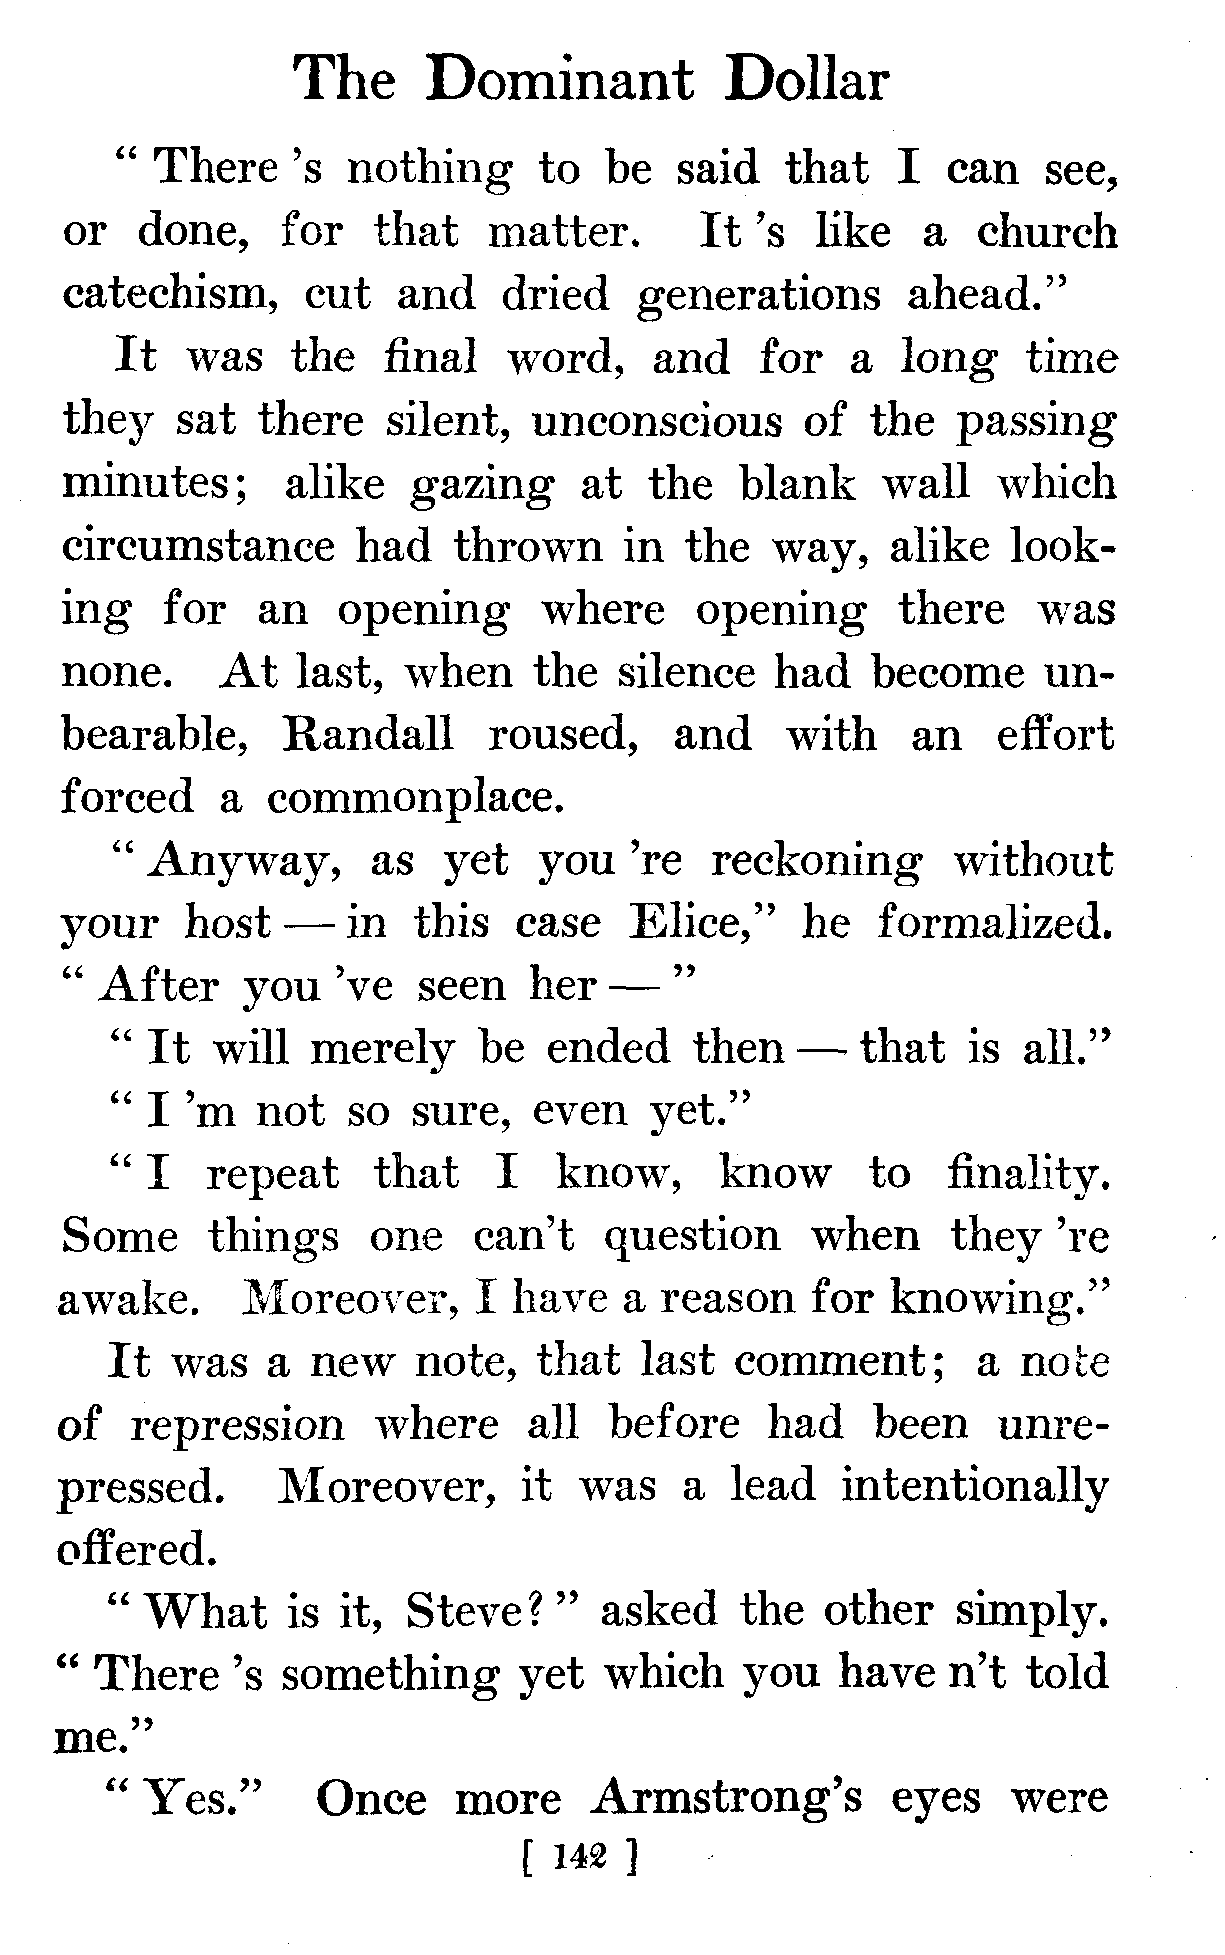 The Dominant Dollar
“ There ’s nothing to be said that I can see,
or done, for that matter. It ’s like a church
catechism, cut and dried generations ahead.”
It was the final word, and for a long time
they sat there silent, unconscious of the passing
minutes; alike gazing at the blank wall which
circumstance had thrown in the way, alike look-
ing for an opening where opening there was
none. At last, when the silence had become un-
bearable, Randall roused, and with an effort
forced a commonplace.
“ Anyway, as yet you ’re reckoning without
your host — in this case Elice,” he formalized.
“ After you ’ve seen her — ”
“ It will merely be ended then — that is all.”
“ I ’m not so sure, even yet.”
“ I repeat that I know, know to finality.
Some things one can’t question when they ’re
awake. Moreover, I have a reason for knowing.”
It was a new note, that last comment; a note
of repression where all before had been unre-
pressed. Moreover, it was a lead intentionally
offered.
“ What is it, Steve? ” asked the other simply.
“ There ’s something yet which you have n’t told
me.”
“ Yes.” Once more Armstrong’s eyes were
[ 142 ]